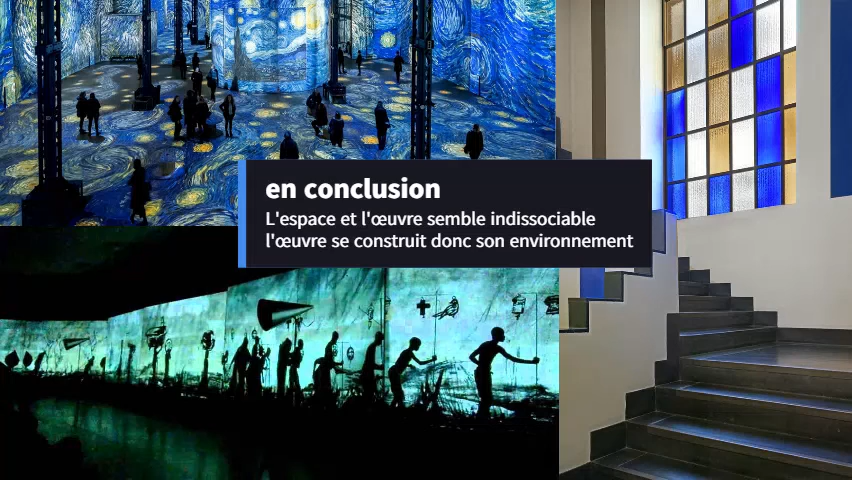 en conclusion
L'espace et l'œuvre semble indissociable
l'œuvre se construit donc son environnement